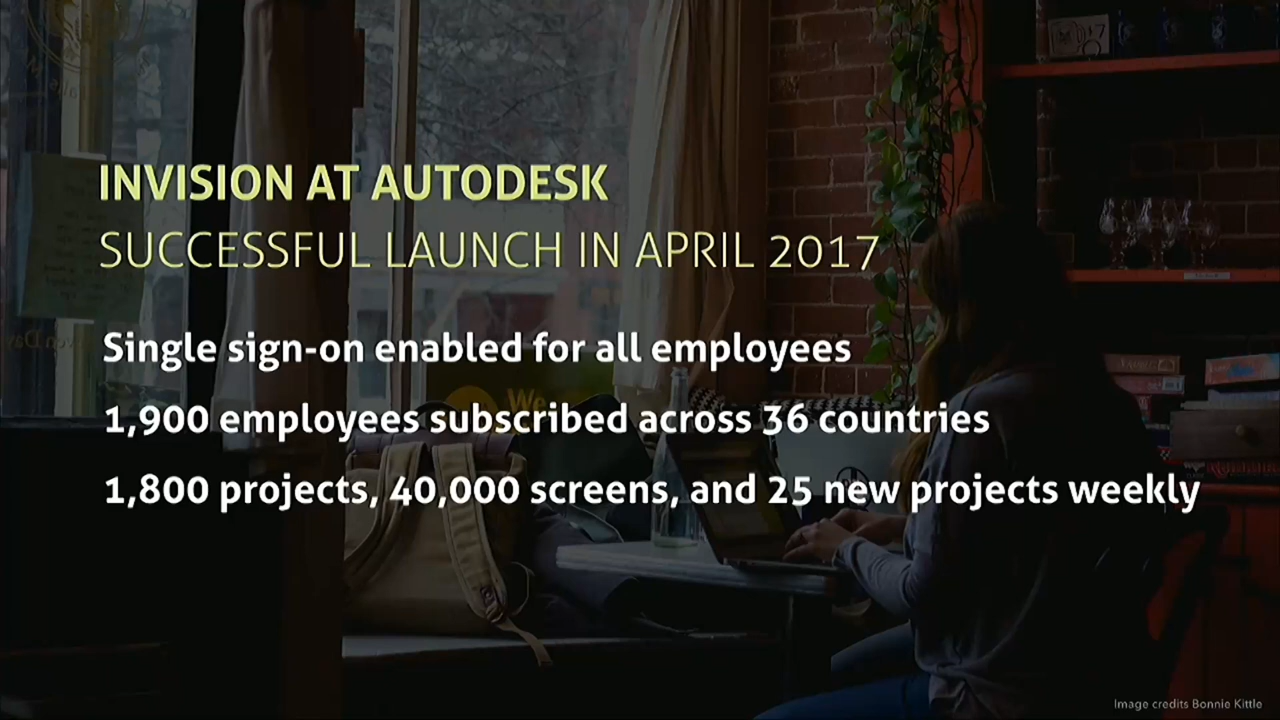 INVISION AT AUTODESK
SUCCESSFUL LAUNCH IN APRIL 2017
Single sign-on enabled for all employees
1,900 employees subscribed across 36 countries
1,800 projects, 40,000 screens, and 25 new projects weekly
Image credits Bonnie Kittle